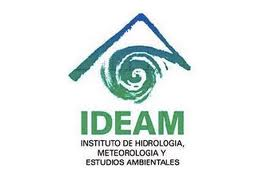 IDEAM
INSTITUTO DE HIDROLOGIA,
METEOROLOGIA Y
ESTUDIOS AMBIENTALES